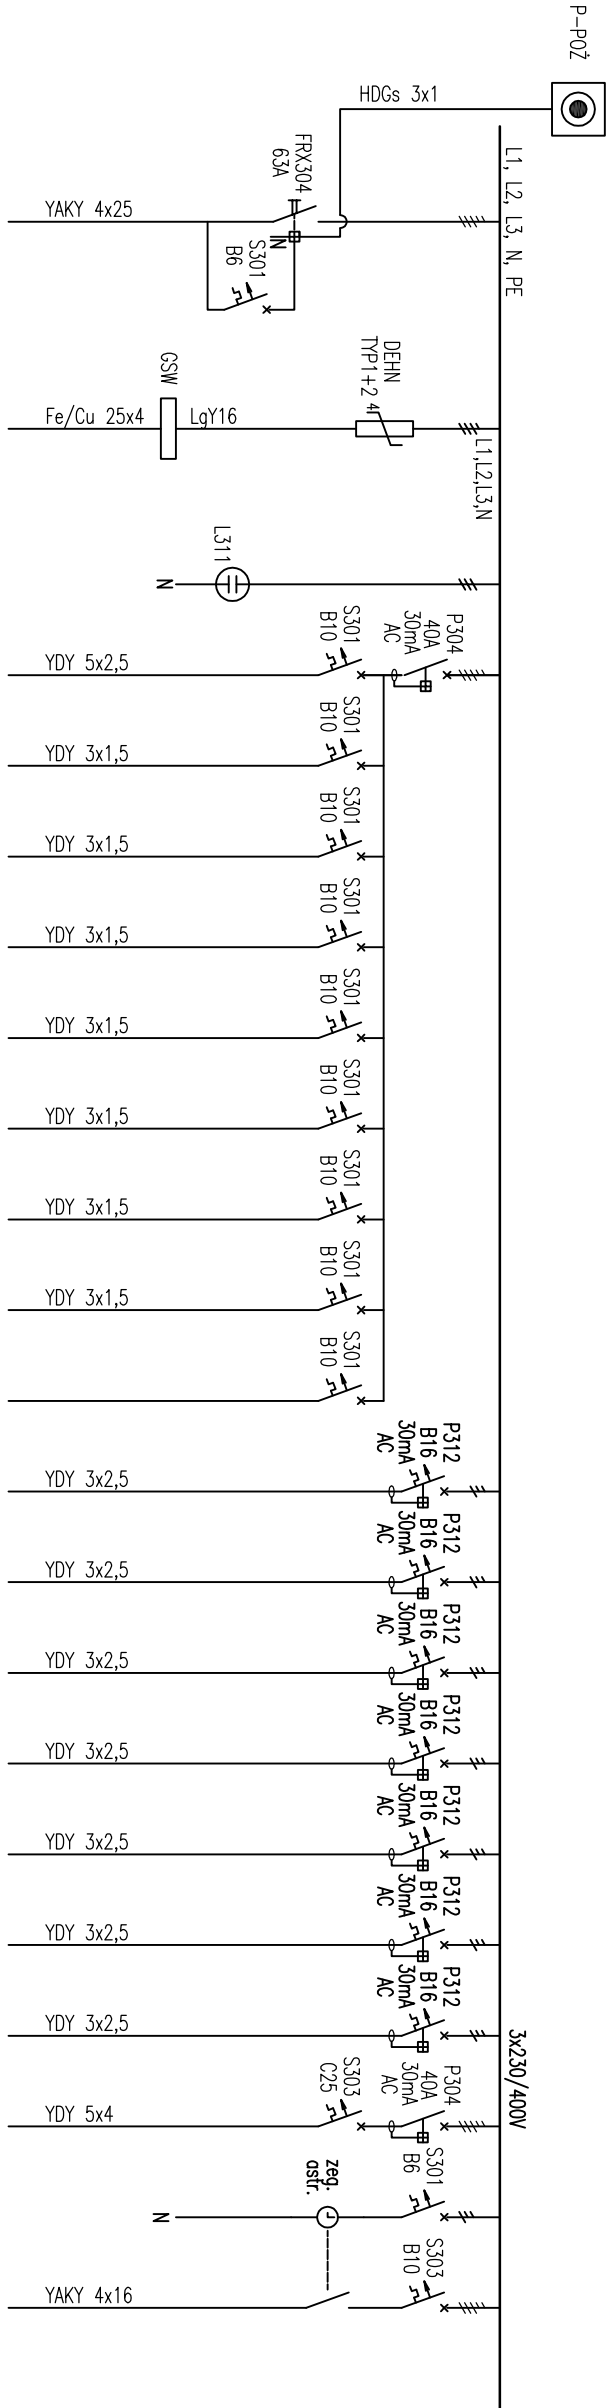 P-POŻ
HDGs 3x1
L1, L2, L3, N, PE
FRX304
63A
N
S301
B6
YAKY 4x25
DEHN
TYP1+2
4
L1,L2,L3,N
GSW
LgY16
Fe/Cu 25x4
L311
N
P304
40A
30mA
AC
S301
B10
YDY 5x2,5
S301
B10
YDY 3x1,5
S301
B10
YDY 3x1,5
S301
B10
YDY 3x1,5
S301
B10
YDY 3x1,5
S301
B10
YDY 3x1,5
S301
B10
YDY 3x1,5
S301
B10
YDY 3x1,5
S301
B10
P312
B16
30mA
AC
YDY 3x2,5
P312
B16
30mA
AC
YDY 3x2,5
P312
B16
30mA
AC
YDY 3x2,5
P312
B16
30mA
AC
YDY 3x2,5
P312
B16
30mA
AC
YDY 3x2,5
P312
B16
30mA
AC
YDY 3x2,5
P312
B16
30mA
AC
YDY 3x2,5
3x230/400V
P304
40A
30mA
AC
S303
C25
YDY 5x4
S301
B6
zeg.
astr.
N
S303
B10
YAKY 4x16